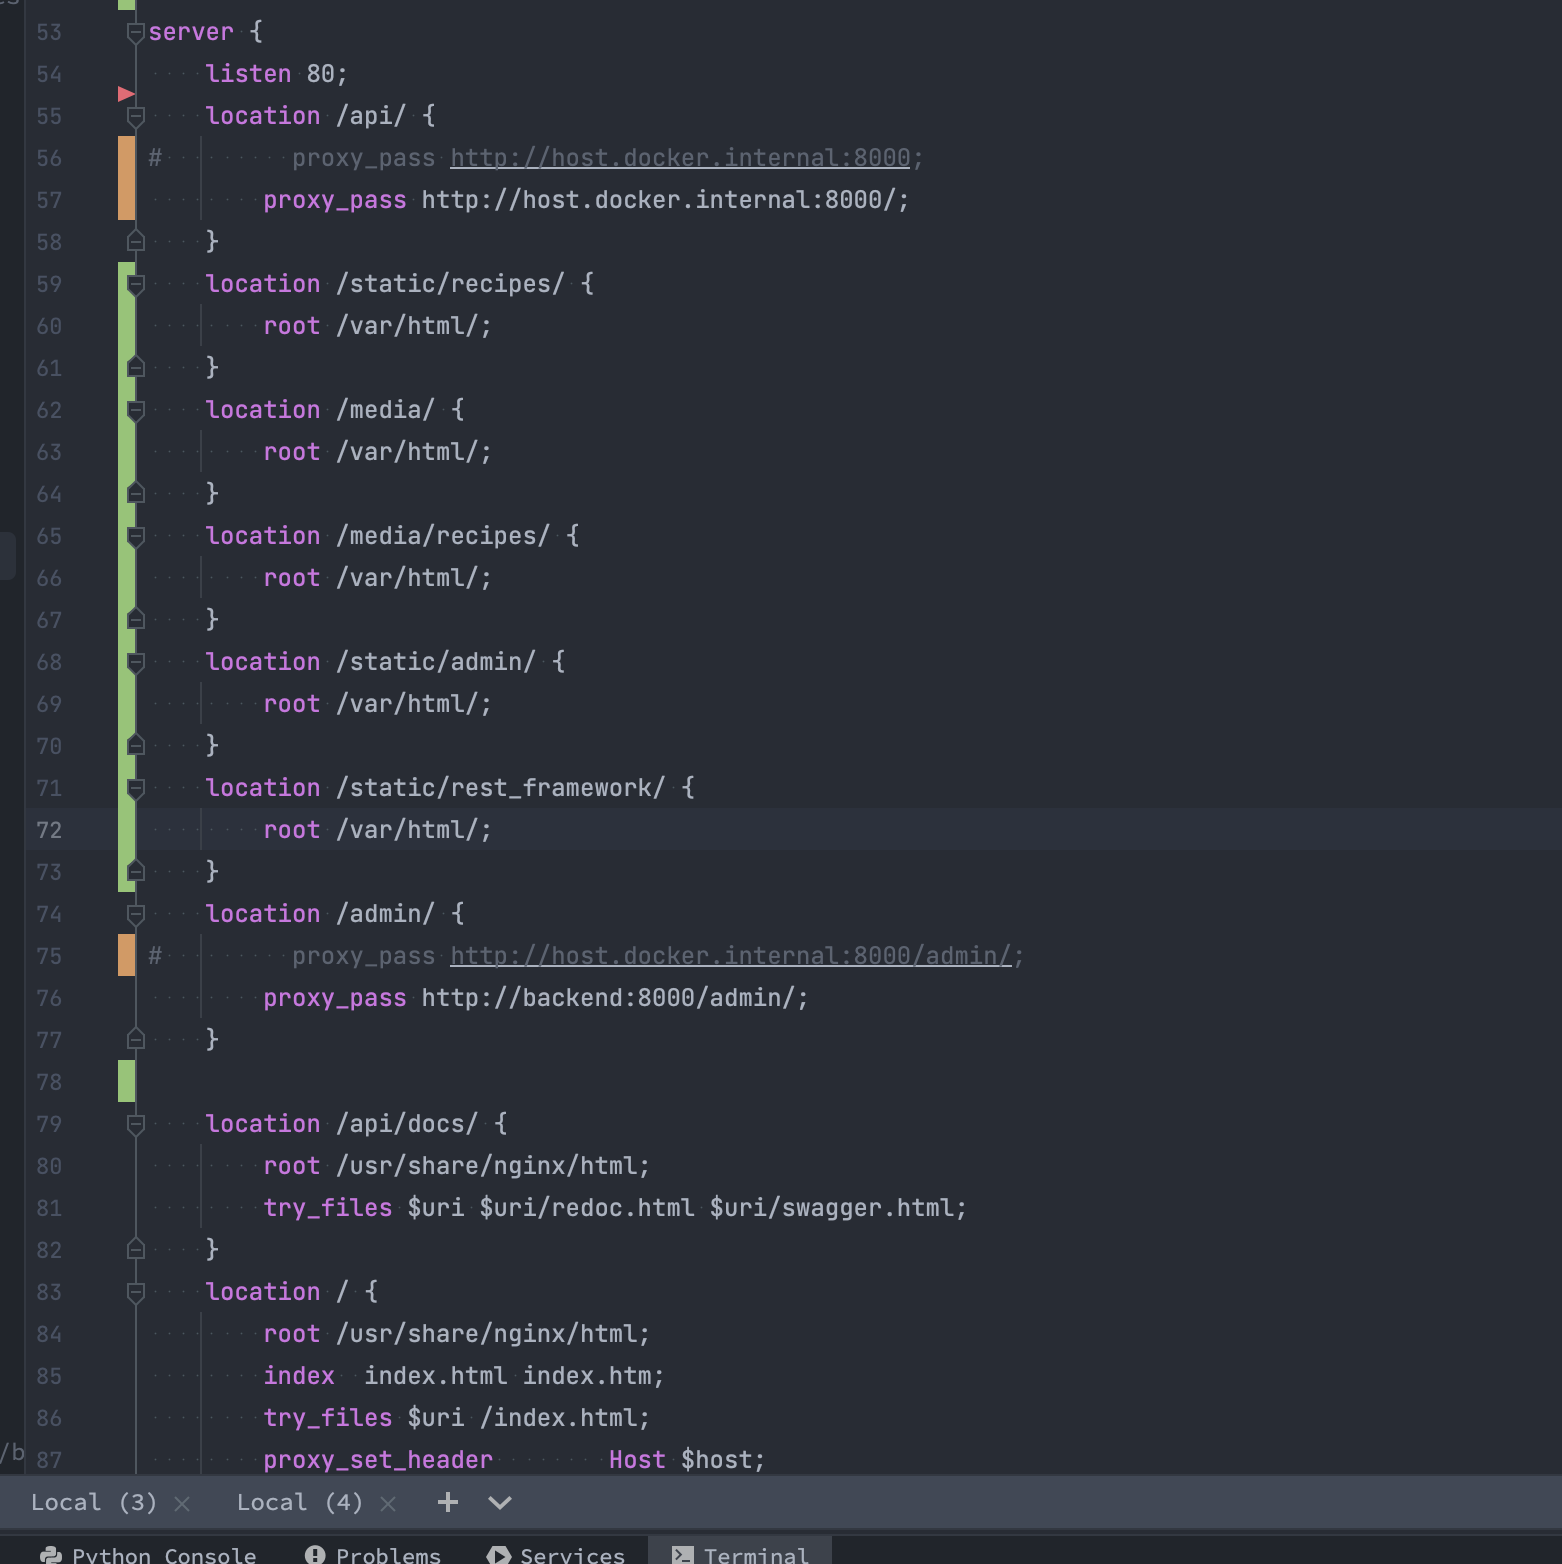 53 server {
54     listen 80;
55     location /api/ {
56 #         proxy_pass http://host.docker.internal:8000;
57         proxy_pass http://host.docker.internal:8000/;
58     }
59     location /static/recipes/ {
60         root /var/html/;
61     }
62     location /media/ {
63         root /var/html/;
64     }
65     location /media/recipes/ {
66         root /var/html/;
67     }
68     location /static/admin/ {
69         root /var/html/;
70     }
71     location /static/rest_framework/ {
72         root /var/html/;
73     }
74     location /admin/ {
75 #         proxy_pass http://host.docker.internal:8000/admin/;
76         proxy_pass http://backend:8000/admin/;
77     }
78
79     location /api/docs/ {
80         root /usr/share/nginx/html;
81         try_files $uri $uri/redoc.html $uri/swagger.html;
82     }
83     location / {
84         root /usr/share/nginx/html;
85         index  index.html index.htm;
86         try_files $uri /index.html;
/b
87         proxy_set_header        Host $host;
Local (3) Local (4)
Python Console Problems Services Terminal